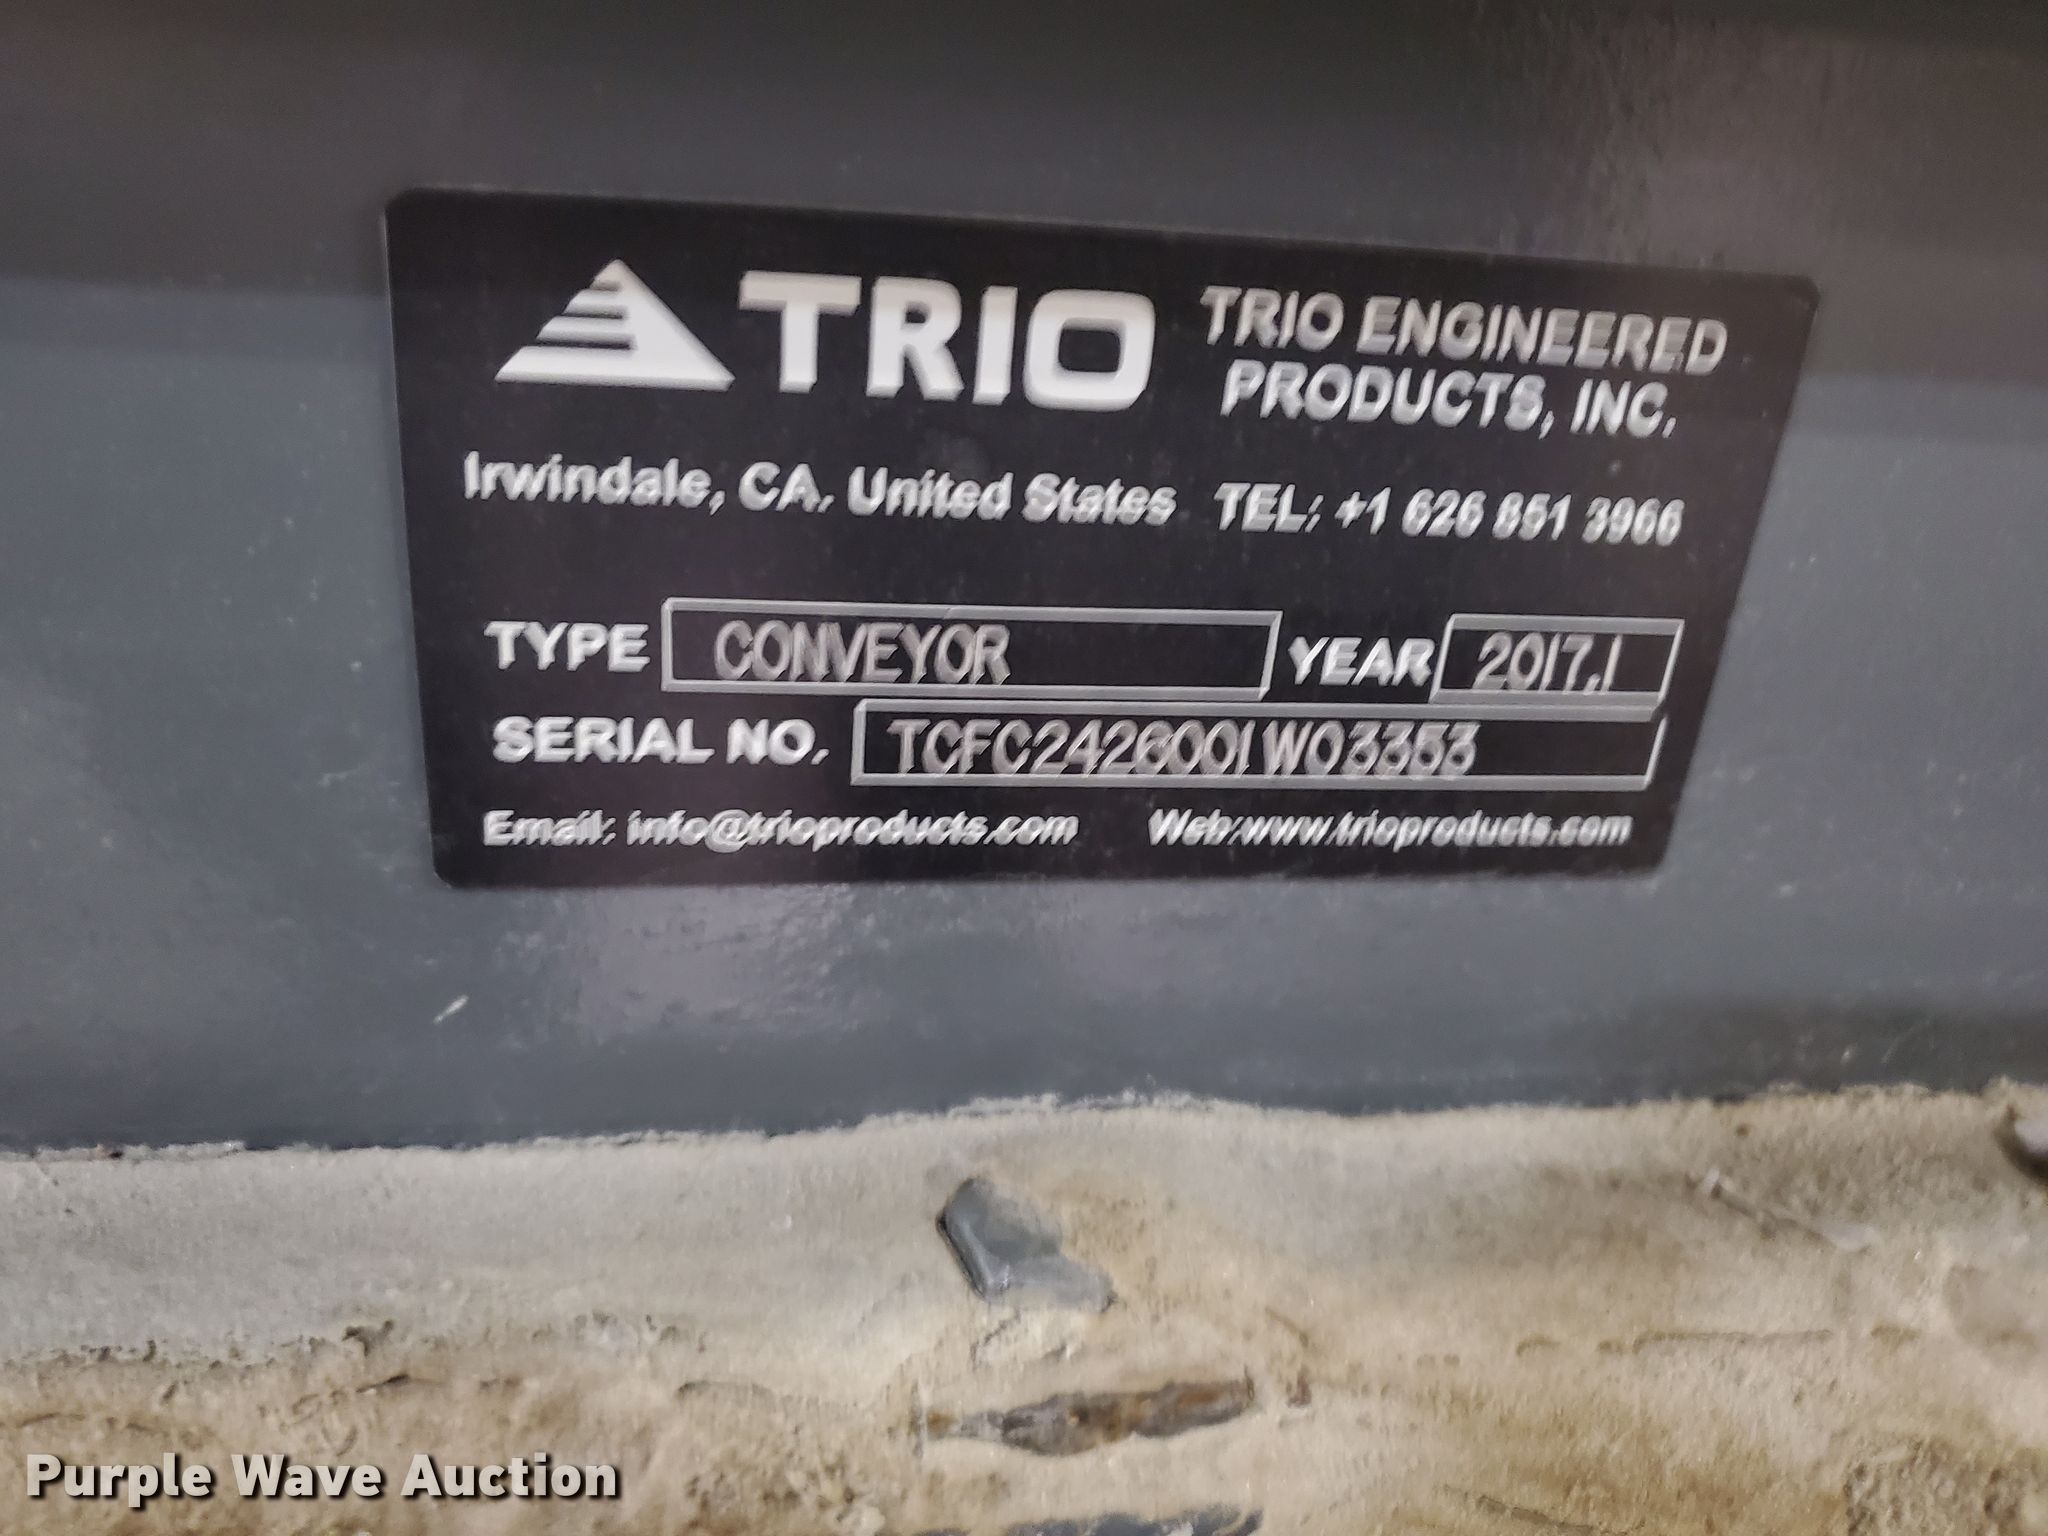 TRIO
TRIO ENGINEERED
PRODUCTS, INC.
Irwindale, CA, United States TEL: +1 626 851 3966
TYPE CONVEYOR YEAR 2017.1
SERIAL NO. TCFC2426001W03353
Email: info@trioproducts.com Web:www.trioproducts.com
Purple Wave Auction